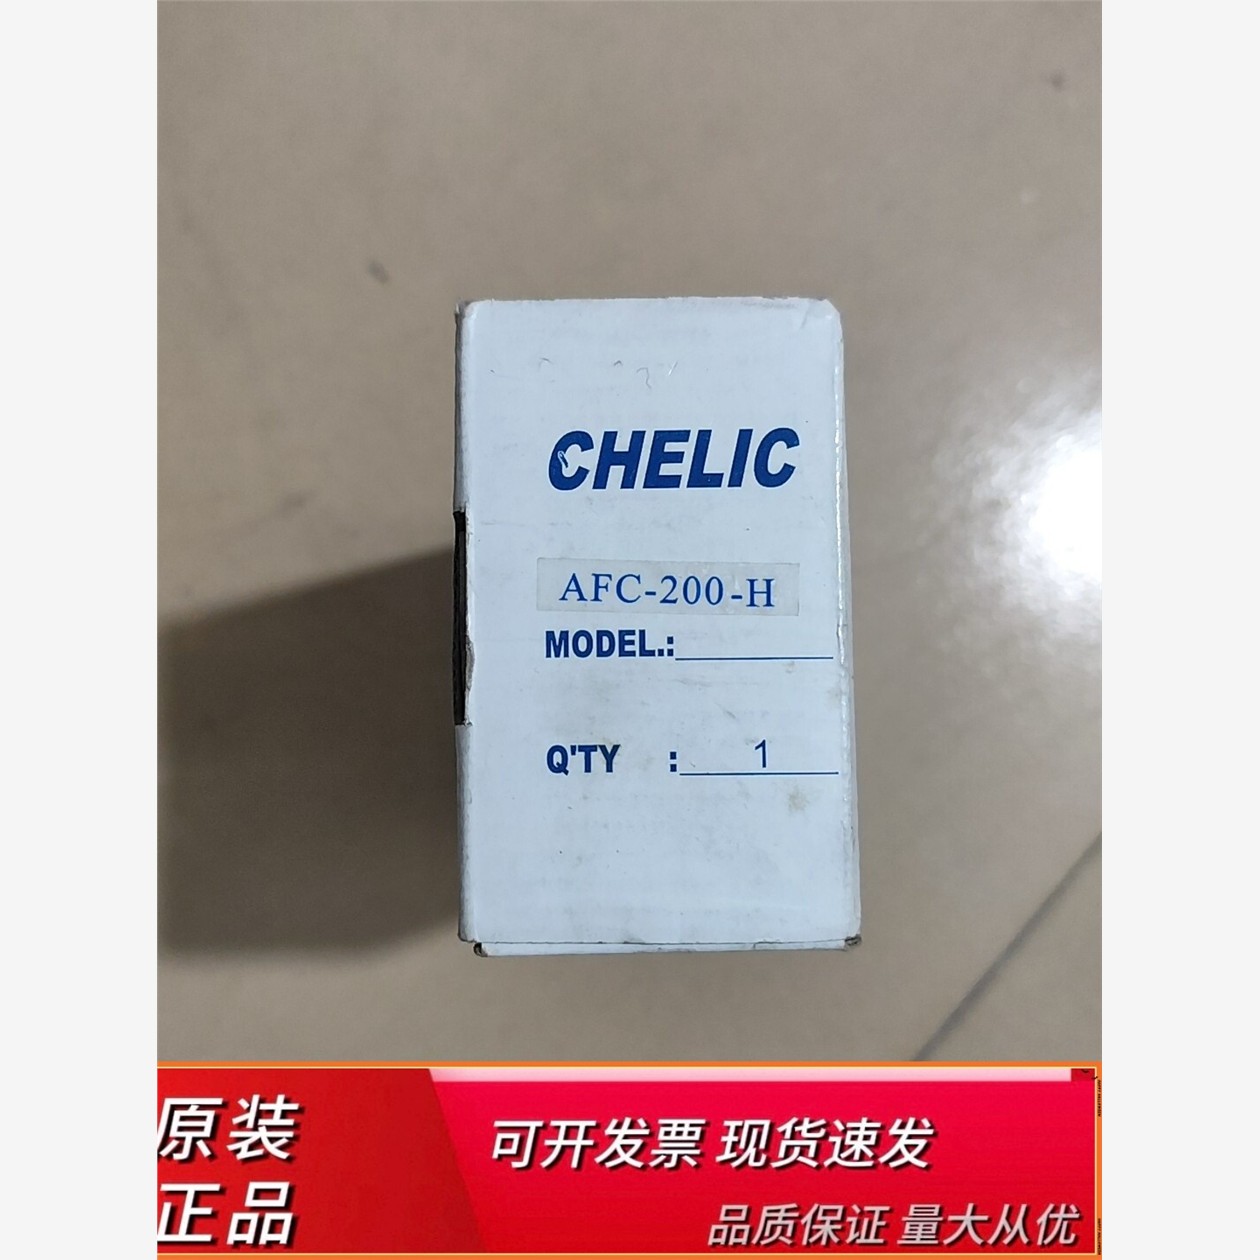 CHELIC
AFC-200-H
MODEL.:
Q'TY : 1
原装
正品
可开发票 现货速发
品质保证 量大从优